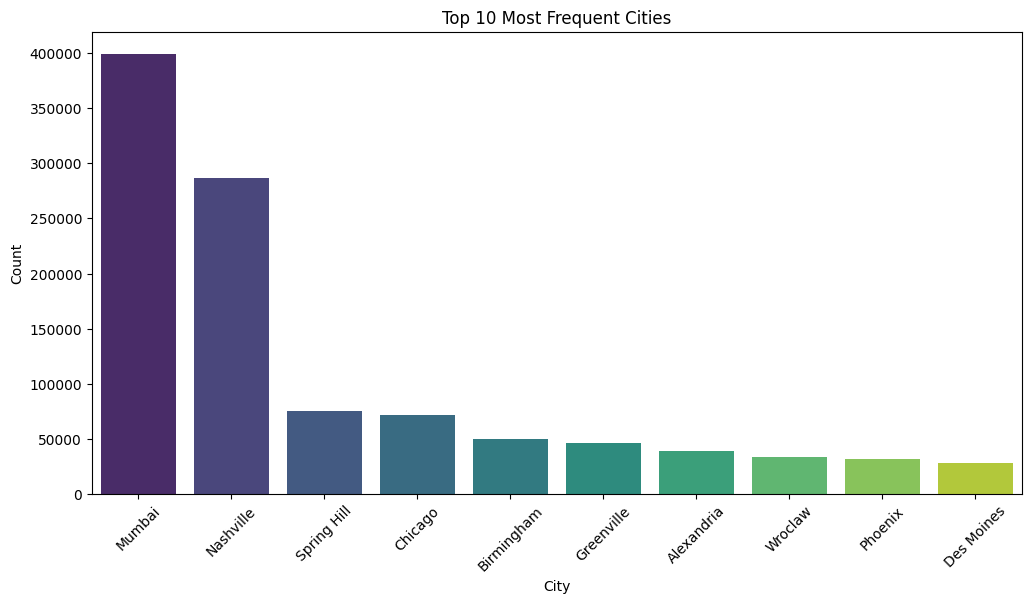 Top 10 Most Frequent Cities
400000
350000
300000
250000
200000
150000
100000
50000
0
Count
Mumbai
Nashville
Spring Hill
Chicago
Birmingham
Greenville
Alexandria
Wroclaw
Phoenix
Des Moines
City